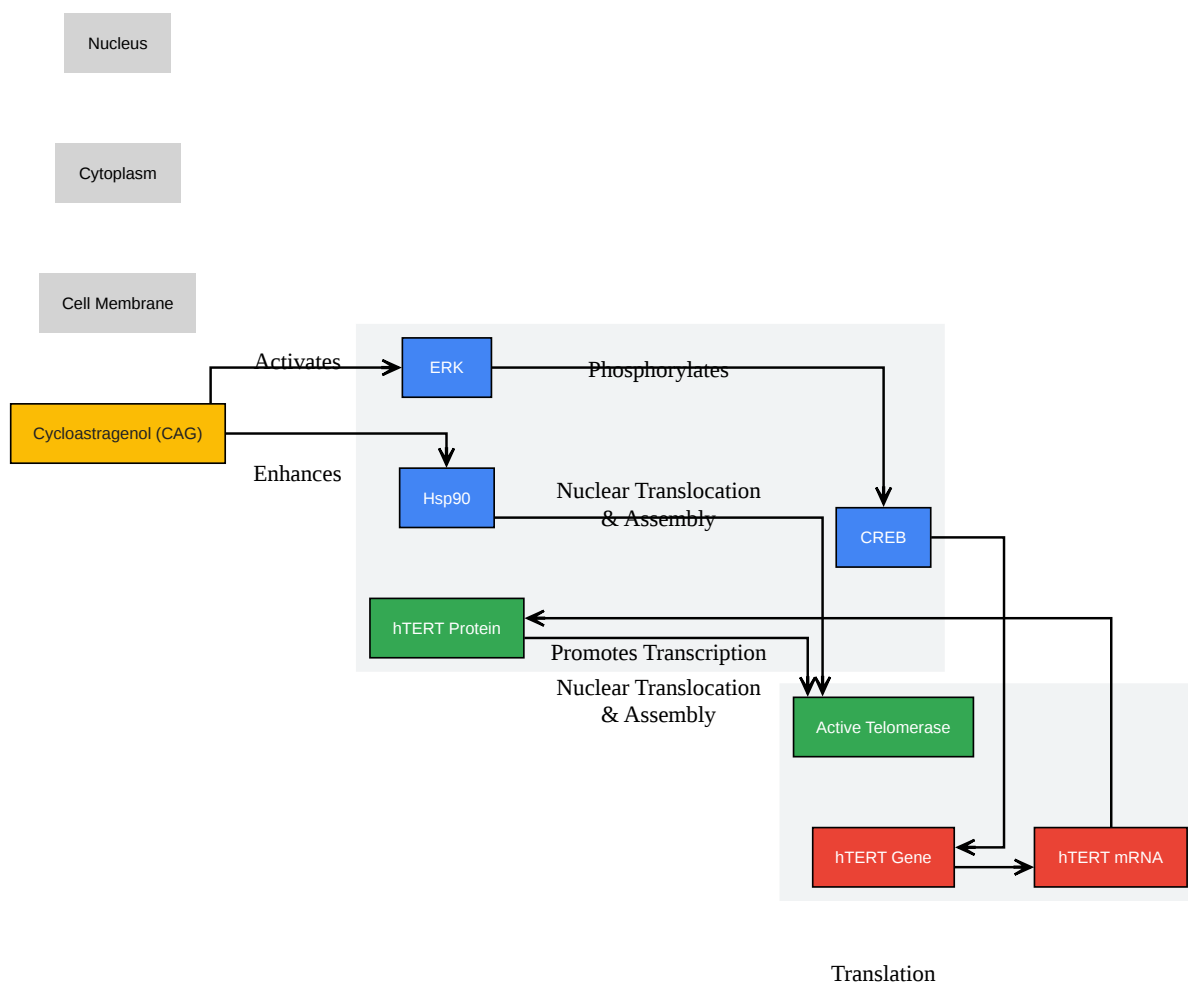 Nucleus
Cytoplasm
Cell Membrane
Activates
ERK
Phosphorylates
Cycloastragenol (CAG)
Enhances
Hsp90
Nuclear Translocation
& Assembly
CREB
hTERT Protein
Promotes Transcription
Nuclear Translocation
& Assembly
Active Telomerase
hTERT Gene
hTERT mRNA
Translation